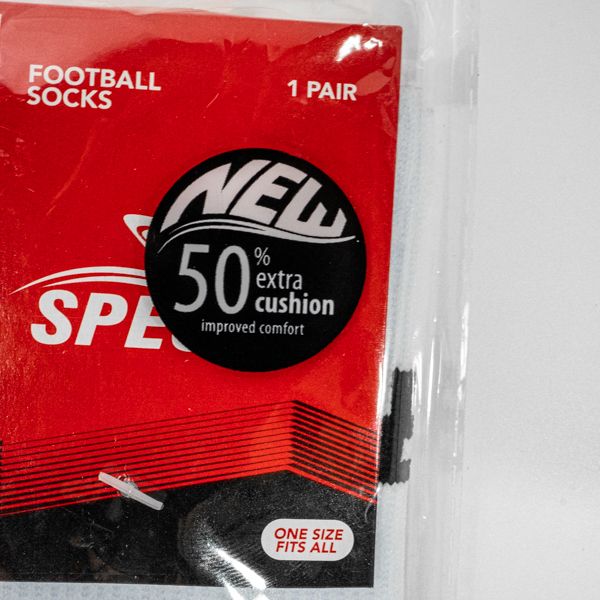 FOOTBALL
SOCKS
1 PAIR
NEW
50% extra
cushion
improved comfort
ONE SIZE
FITS ALL